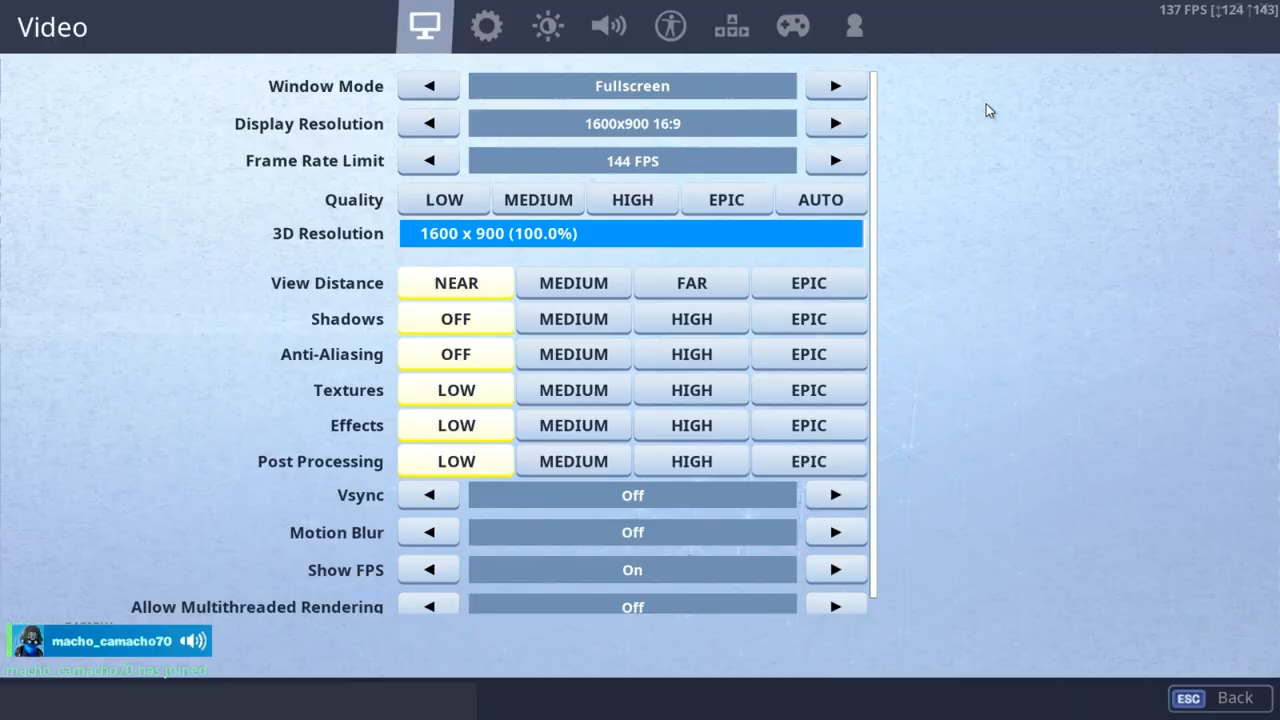 Video
137 FPS [↓124 ↑143]
Window Mode ◄ Fullscreen ►
Display Resolution ◄ 1600x900 16:9 ►
Frame Rate Limit ◄ 144 FPS ►
Quality LOW MEDIUM HIGH EPIC AUTO
3D Resolution 1600 x 900 (100.0%)
View Distance NEAR MEDIUM FAR EPIC
Shadows OFF MEDIUM HIGH EPIC
Anti-Aliasing OFF MEDIUM HIGH EPIC
Textures LOW MEDIUM HIGH EPIC
Effects LOW MEDIUM HIGH EPIC
Post Processing LOW MEDIUM HIGH EPIC
Vsync ◄ Off ►
Motion Blur ◄ Off ►
Show FPS ◄ On ►
Allow Multithreaded Rendering ◄ Off ►
macho_camacho70
macho_camacho70 has joined
ESC Back